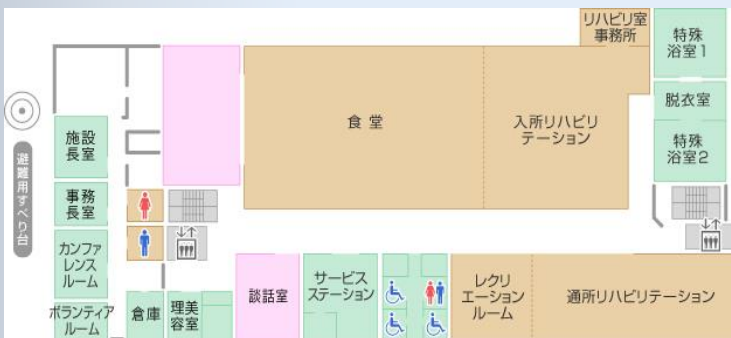 リハビリ室
事務所
特殊
浴室1
食堂
入所リハビリ
テーション
脱衣室
特殊
浴室2
施設
長室
避難用すべり台
事務
長室
カンファ
レンス
ルーム
ボランティア
ルーム
倉庫
理美
容室
談話室
サービス
ステーション
レクリ
エーション
ルーム
通所リハビリテーション